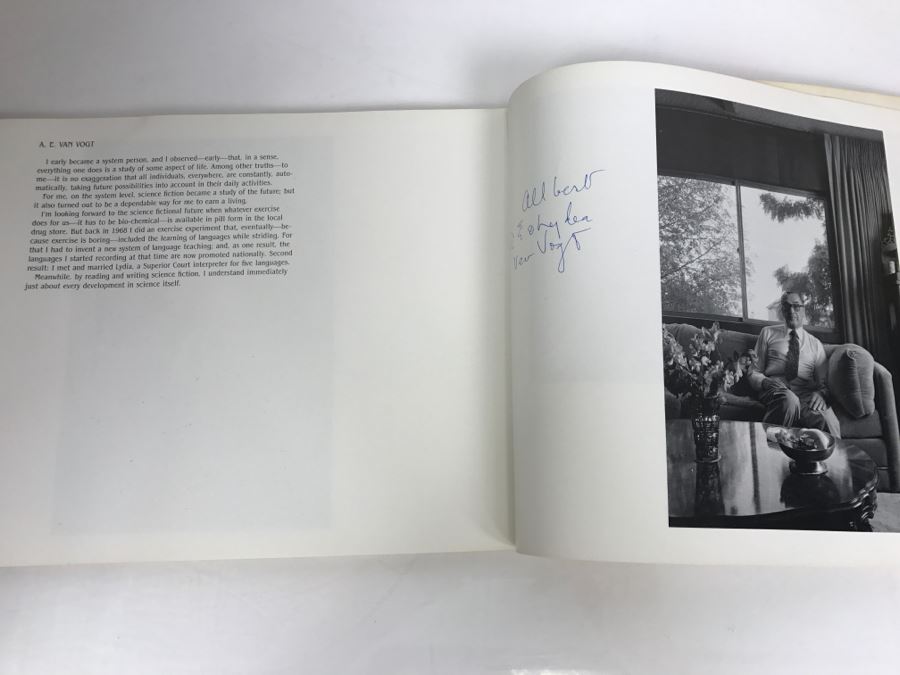 A. E. VAN VOGT
I early became a system person, and I observed—early—that, in a sense,
everything one does is a study of some aspect of life. Among other truths—to
me—it is no exaggeration that all individuals, everywhere, are constantly, auto-
matically, taking future possibilities into account in their daily activities.
For me, on the system level, science fiction became a study of the future; but
it also turned out to be a dependable way for me to earn a living.
I'm looking forward to the science fictional future when whatever exercise
does for us—it has to be bio-chemical—is available in pill form in the local
drug store. But back in 1968 I did an exercise experiment that, eventually—be-
cause exercise is boring—included the learning of languages while striding. For
that I had to invent a new system of language teaching; and, as one result, the
languages I started recording at that time are now promoted nationally. Second
result: I met and married Lydia, a Superior Court interpreter for five languages.
Meanwhile, by reading and writing science fiction, I understand immediately
just about every development in science itself.
All best
Van Vogt